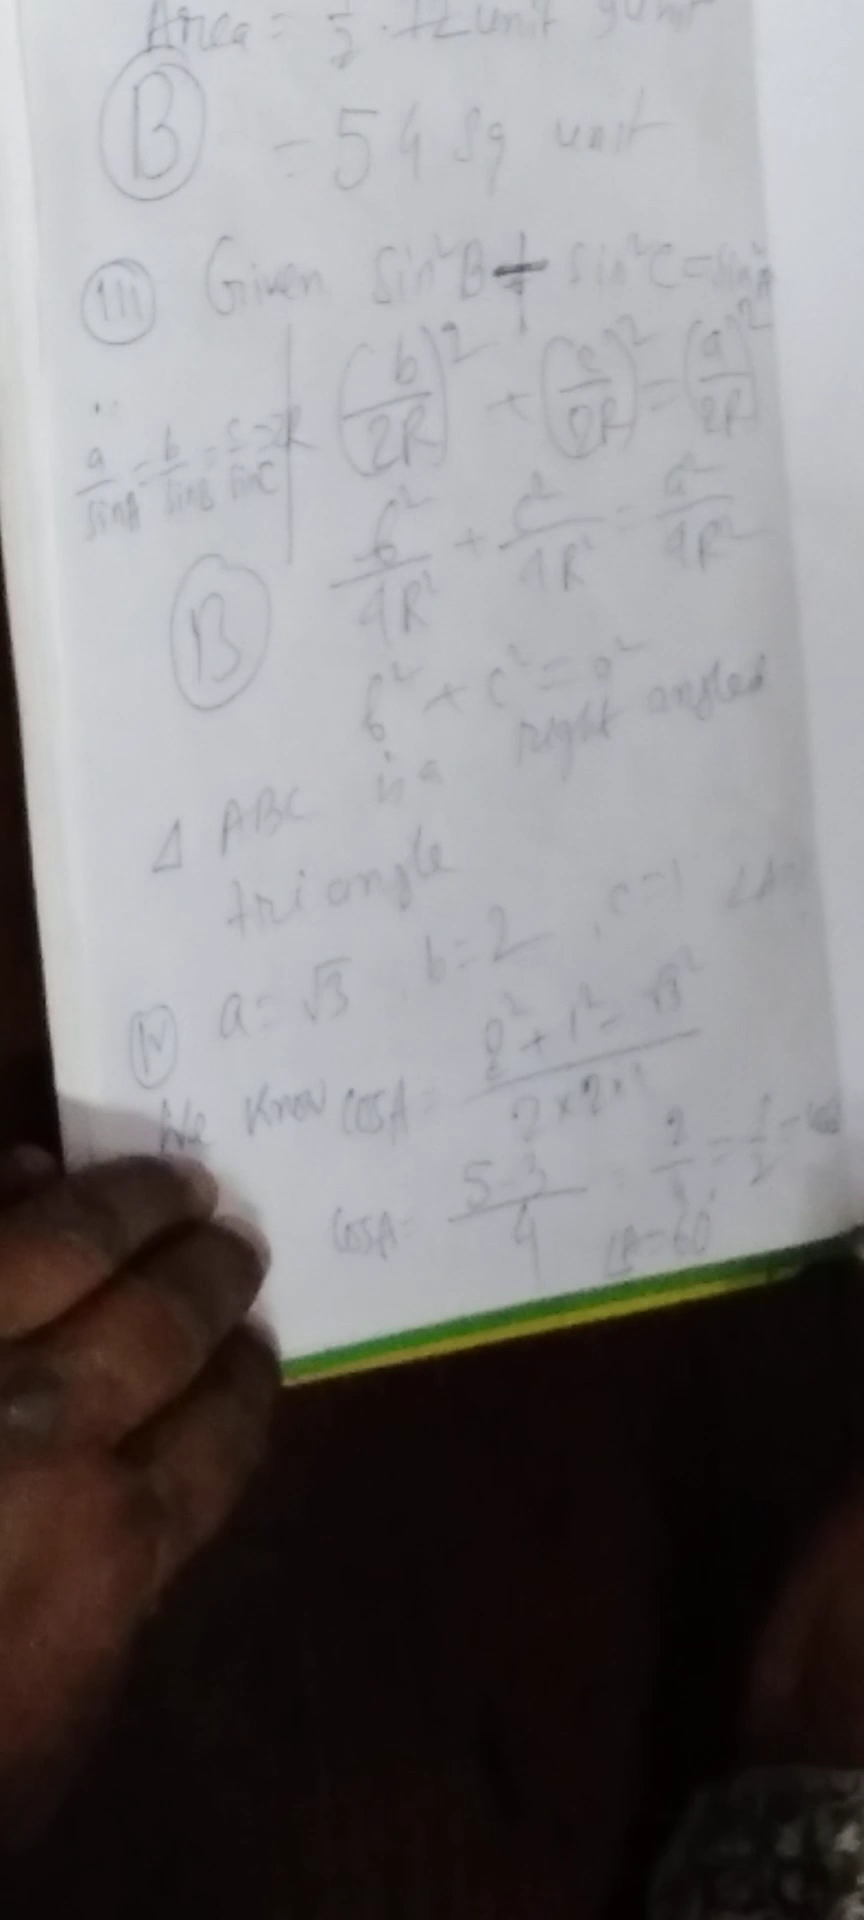 Area = 1/2 · 12 unit 9 unit
B
= 54 sq unit
(iii) Given sin²B + sin²C = sin²A
∵ a/sinA = b/sinB = c/sinC = 2R | (b/2R)² + (c/2R)² = (a/2R)²
b²/4R² + c²/4R² = a²/4R²
B
b² + c² = a²
Δ ABC is a right angled
triangle
(iv) a = √3 , b = 2 , c = 1 ∠A =
We know cosA = 2² + 1² - √3² / 2 × 2 × 1
cosA = 5-3 / 4 = 2/4 = 1/2 =
∠A = 60°